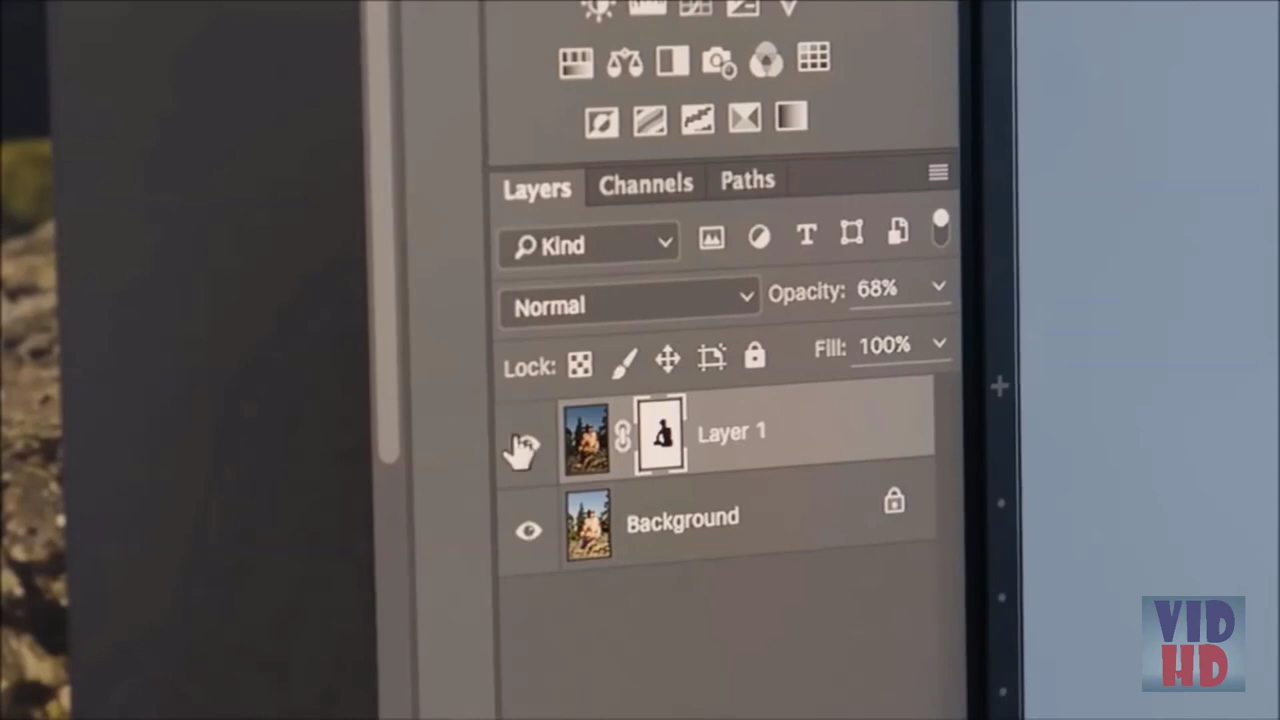 Layers Channels Paths
Kind
Normal Opacity: 68%
Lock: Fill: 100%
Layer 1
Background
VID
HD